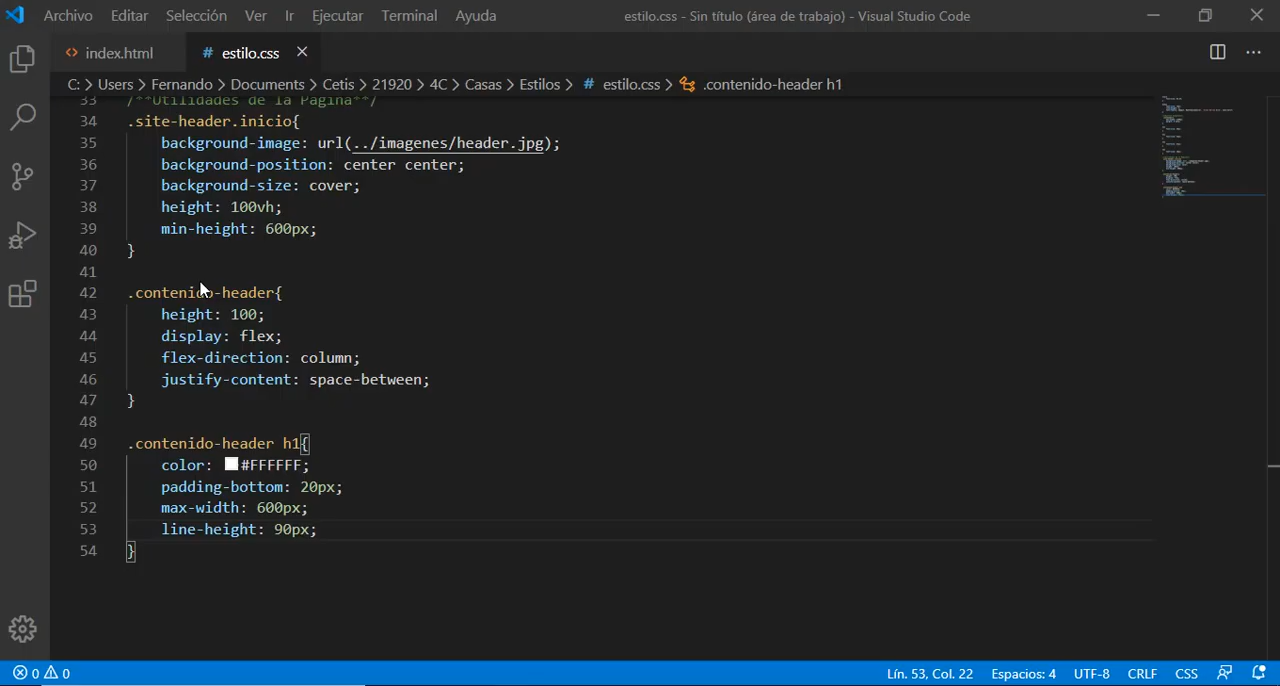 Archivo Editar Selección Ver Ir Ejecutar Terminal Ayuda estilo.css - Sin título (área de trabajo) - Visual Studio Code
<> index.html # estilo.css
C: > Users > Fernando > Documents > Cetis > 21920 > 4C > Casas > Estilos > # estilo.css > .contenido-header h1
33 /**Utilidades de la Pagina**/
34 .site-header.inicio{
35 background-image: url(../imagenes/header.jpg);
36 background-position: center center;
37 background-size: cover;
38 height: 100vh;
39 min-height: 600px;
40 }
41
42 .contenido-header{
43 height: 100;
44 display: flex;
45 flex-direction: column;
46 justify-content: space-between;
47 }
48
49 .contenido-header h1{
50 color: #FFFFFF;
51 padding-bottom: 20px;
52 max-width: 600px;
53 line-height: 90px;
54 }
0 0 Lín. 53, Col. 22 Espacios: 4 UTF-8 CRLF CSS